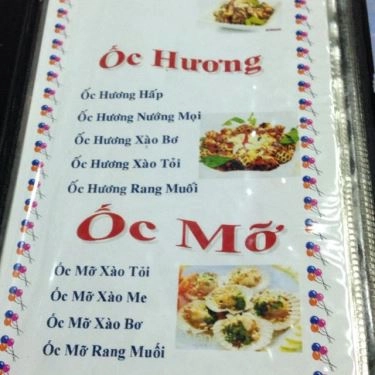 Ốc Hương
Ốc Hương Hấp
Ốc Hương Nướng Mọi
Ốc Hương Xào Bơ
Ốc Hương Xào Tỏi
Ốc Hương Rang Muối
Ốc Mỡ
Ốc Mỡ Xào Tỏi
Ốc Mỡ Xào Me
Ốc Mỡ Xào Bơ
Ốc Mỡ Rang Muối